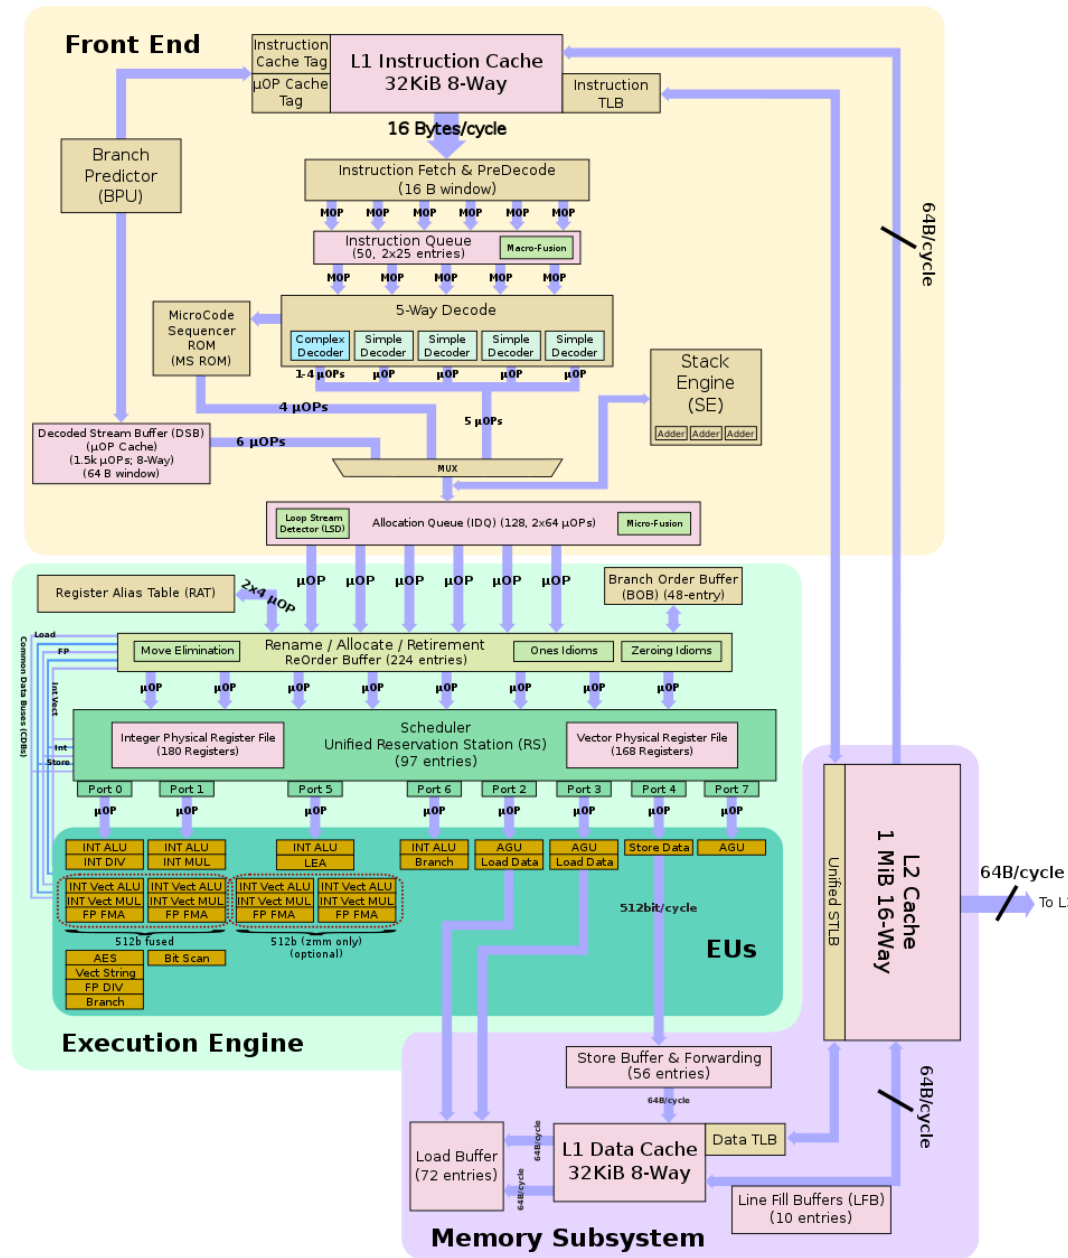 Front End
Instruction
Cache Tag
µOP Cache
Tag
L1 Instruction Cache
32KiB 8-Way
Instruction
TLB
16 Bytes/cycle
Branch
Predictor
(BPU)
Instruction Fetch & PreDecode
(16 B window)
MOP MOP MOP MOP MOP MOP
Instruction Queue
(50, 2x25 entries)
Macro-Fusion
MOP MOP MOP MOP MOP
64B/cycle
MicroCode
Sequencer
ROM
(MS ROM)
5-Way Decode
Complex
Decoder
Simple
Decoder
Simple
Decoder
Simple
Decoder
Simple
Decoder
1-4 µOPs µOP µOP µOP µOP
Stack
Engine
(SE)
Adder Adder Adder
4 µOPs
5 µOPs
Decoded Stream Buffer (DSB)
(µOP Cache)
(1.5k µOPs; 8-Way)
(64 B window)
6 µOPs
MUX
Loop Stream
Detector (LSD)
Allocation Queue (IDQ) (128, 2x64 µOPs)
Micro-Fusion
µOP µOP µOP µOP µOP µOP
Register Alias Table (RAT)
2x4 µOP
Branch Order Buffer
(BOB) (48-entry)
Common Data Buses (CDBs)
Load
FP
Int Vect
Int
Store
Move Elimination
Rename / Allocate / Retirement
ReOrder Buffer (224 entries)
Ones Idioms
Zeroing Idioms
µOP µOP µOP µOP µOP µOP µOP µOP
Integer Physical Register File
(180 Registers)
Scheduler
Unified Reservation Station (RS)
(97 entries)
Vector Physical Register File
(168 Registers)
Port 0 Port 1 Port 5 Port 6 Port 2 Port 3 Port 4 Port 7
µOP µOP µOP µOP µOP µOP µOP µOP
INT ALU
INT DIV
INT ALU
INT MUL
INT ALU
LEA
INT ALU
Branch
AGU
Load Data
AGU
Load Data
Store Data
AGU
INT Vect ALU
INT Vect MUL
FP FMA
INT Vect ALU
INT Vect MUL
FP FMA
INT Vect ALU
INT Vect MUL
FP FMA
INT Vect ALU
INT Vect MUL
FP FMA
512b fused
512b (zmm only)
(optional)
AES
Vect String
FP DIV
Branch
Bit Scan
512bit/cycle
EUs
Execution Engine
Unified STLB
L2 Cache
1 MiB 16-Way
64B/cycle
To L
Store Buffer & Forwarding
(56 entries)
64B/cycle
64B/cycle
Load Buffer
(72 entries)
64B/cycle
64B/cycle
L1 Data Cache
32KiB 8-Way
Data TLB
Line Fill Buffers (LFB)
(10 entries)
Memory Subsystem